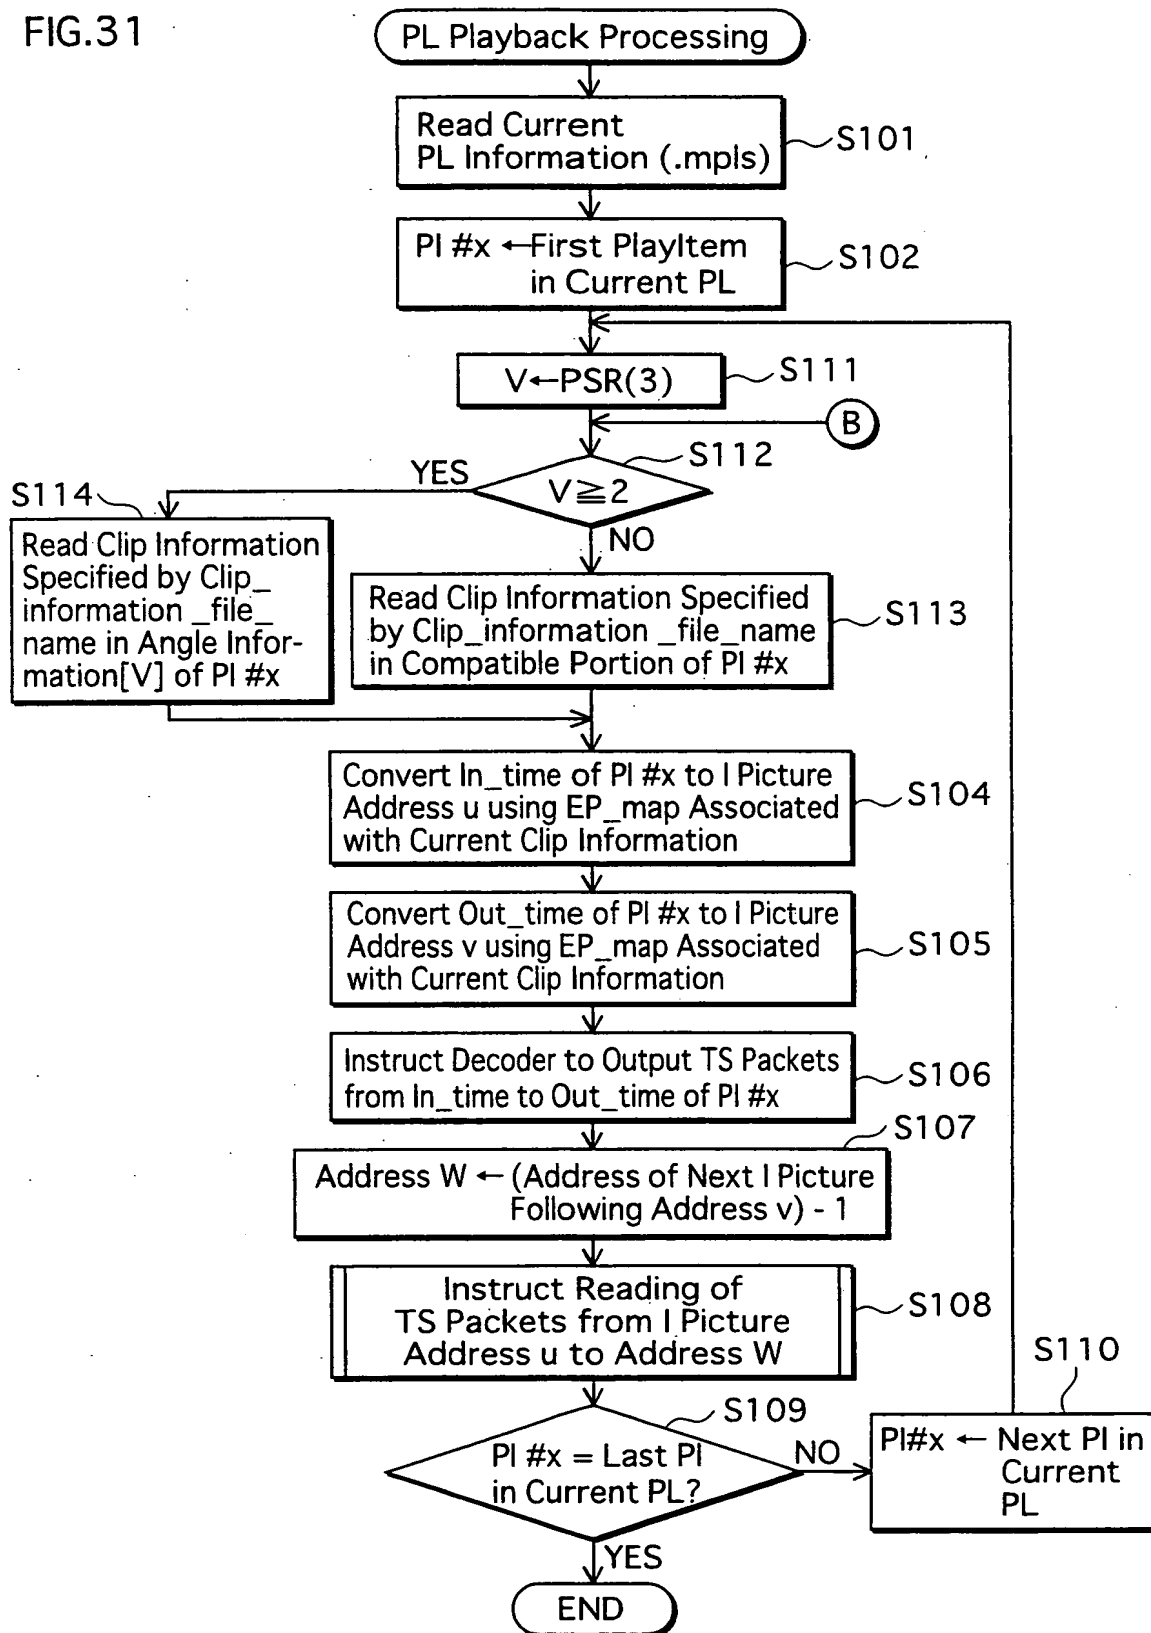 FIG.31
PL Playback Processing
Read Current
PL Information (.mpls)
S101
PI #x ←First PlayItem
in Current PL
S102
V←PSR(3)
S111
B
S112
V≧2
YES
NO
S114
Read Clip Information
Specified by Clip_
information _file_
name in Angle Infor-
mation[V] of PI #x
Read Clip Information Specified
by Clip_information _file_name
in Compatible Portion of PI #x
S113
Convert In_time of PI #x to I Picture
Address u using EP_map Associated
with Current Clip Information
S104
Convert Out_time of PI #x to I Picture
Address v using EP_map Associated
with Current Clip Information
S105
Instruct Decoder to Output TS Packets
from In_time to Out_time of PI #x
S106
S107
Address W ← (Address of Next I Picture
Following Address v) - 1
Instruct Reading of
TS Packets from I Picture
Address u to Address W
S108
S109
PI #x = Last PI
in Current PL?
NO
S110
PI#x ← Next PI in
Current
PL
YES
END